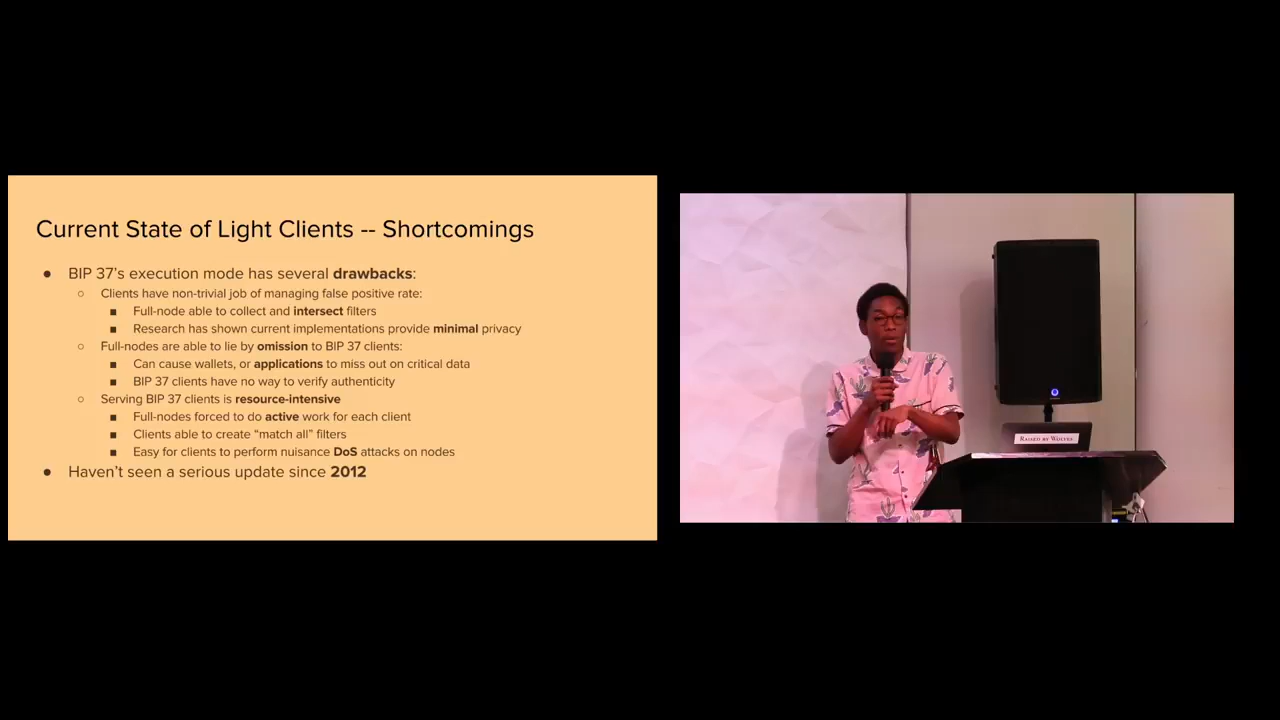 Current State of Light Clients -- Shortcomings
● BIP 37’s execution mode has several drawbacks:
○ Clients have non-trivial job of managing false positive rate:
■ Full-node able to collect and intersect filters
■ Research has shown current implementations provide minimal privacy
○ Full-nodes are able to lie by omission to BIP 37 clients:
■ Can cause wallets, or applications to miss out on critical data
■ BIP 37 clients have no way to verify authenticity
○ Serving BIP 37 clients is resource-intensive
■ Full-nodes forced to do active work for each client
■ Clients able to create “match all” filters
■ Easy for clients to perform nuisance DoS attacks on nodes
● Haven’t seen a serious update since 2012
RAISED BY WOLVES